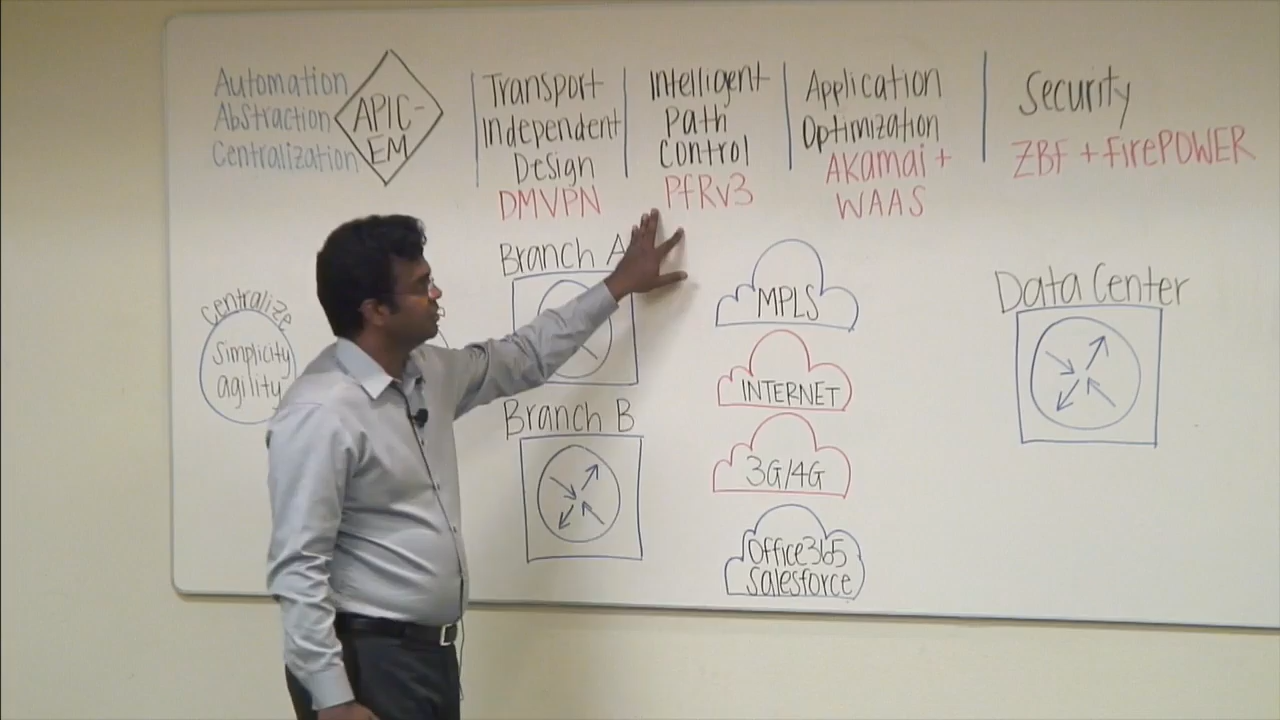 Automation
Abstraction
Centralization
APIC-
EM
Transport
Independent
Design
DMVPN
Intelligent
Path
Control
PfRv3
Application
Optimization
AKamai +
WAAS
Security
ZBF + FirePOWER
Centralize
Simplicity
agility
Branch A
Branch B
MPLS
INTERNET
3G/4G
Office365
Salesforce
Data Center